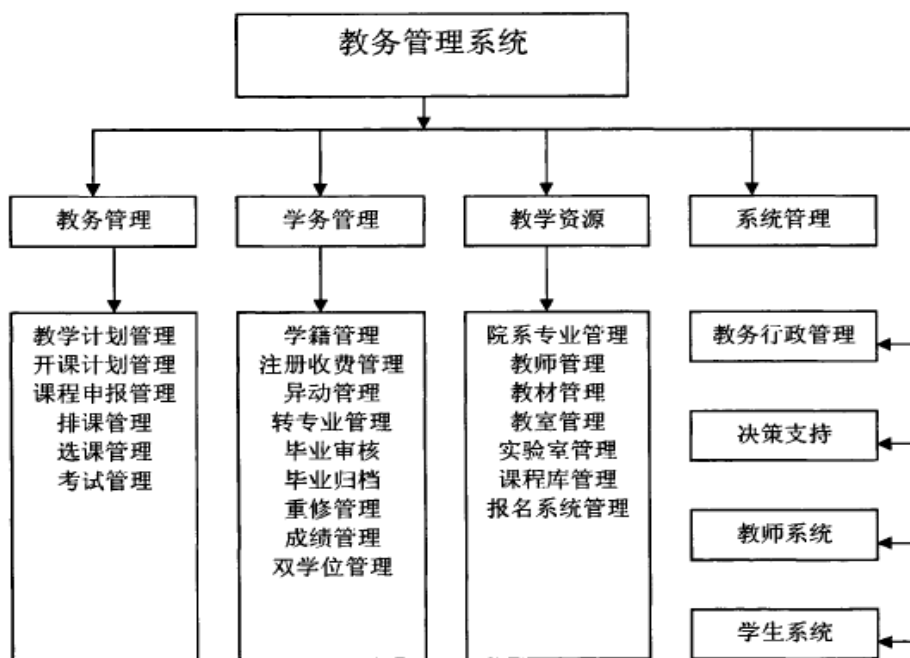 教务管理系统
教务管理
学务管理
教学资源
系统管理
教学计划管理
开课计划管理
课程申报管理
排课管理
选课管理
考试管理
学籍管理
注册收费管理
异动管理
转专业管理
毕业审核
毕业归档
重修管理
成绩管理
双学位管理
院系专业管理
教师管理
教材管理
教室管理
实验室管理
课程库管理
报名系统管理
教务行政管理
决策支持
教师系统
学生系统